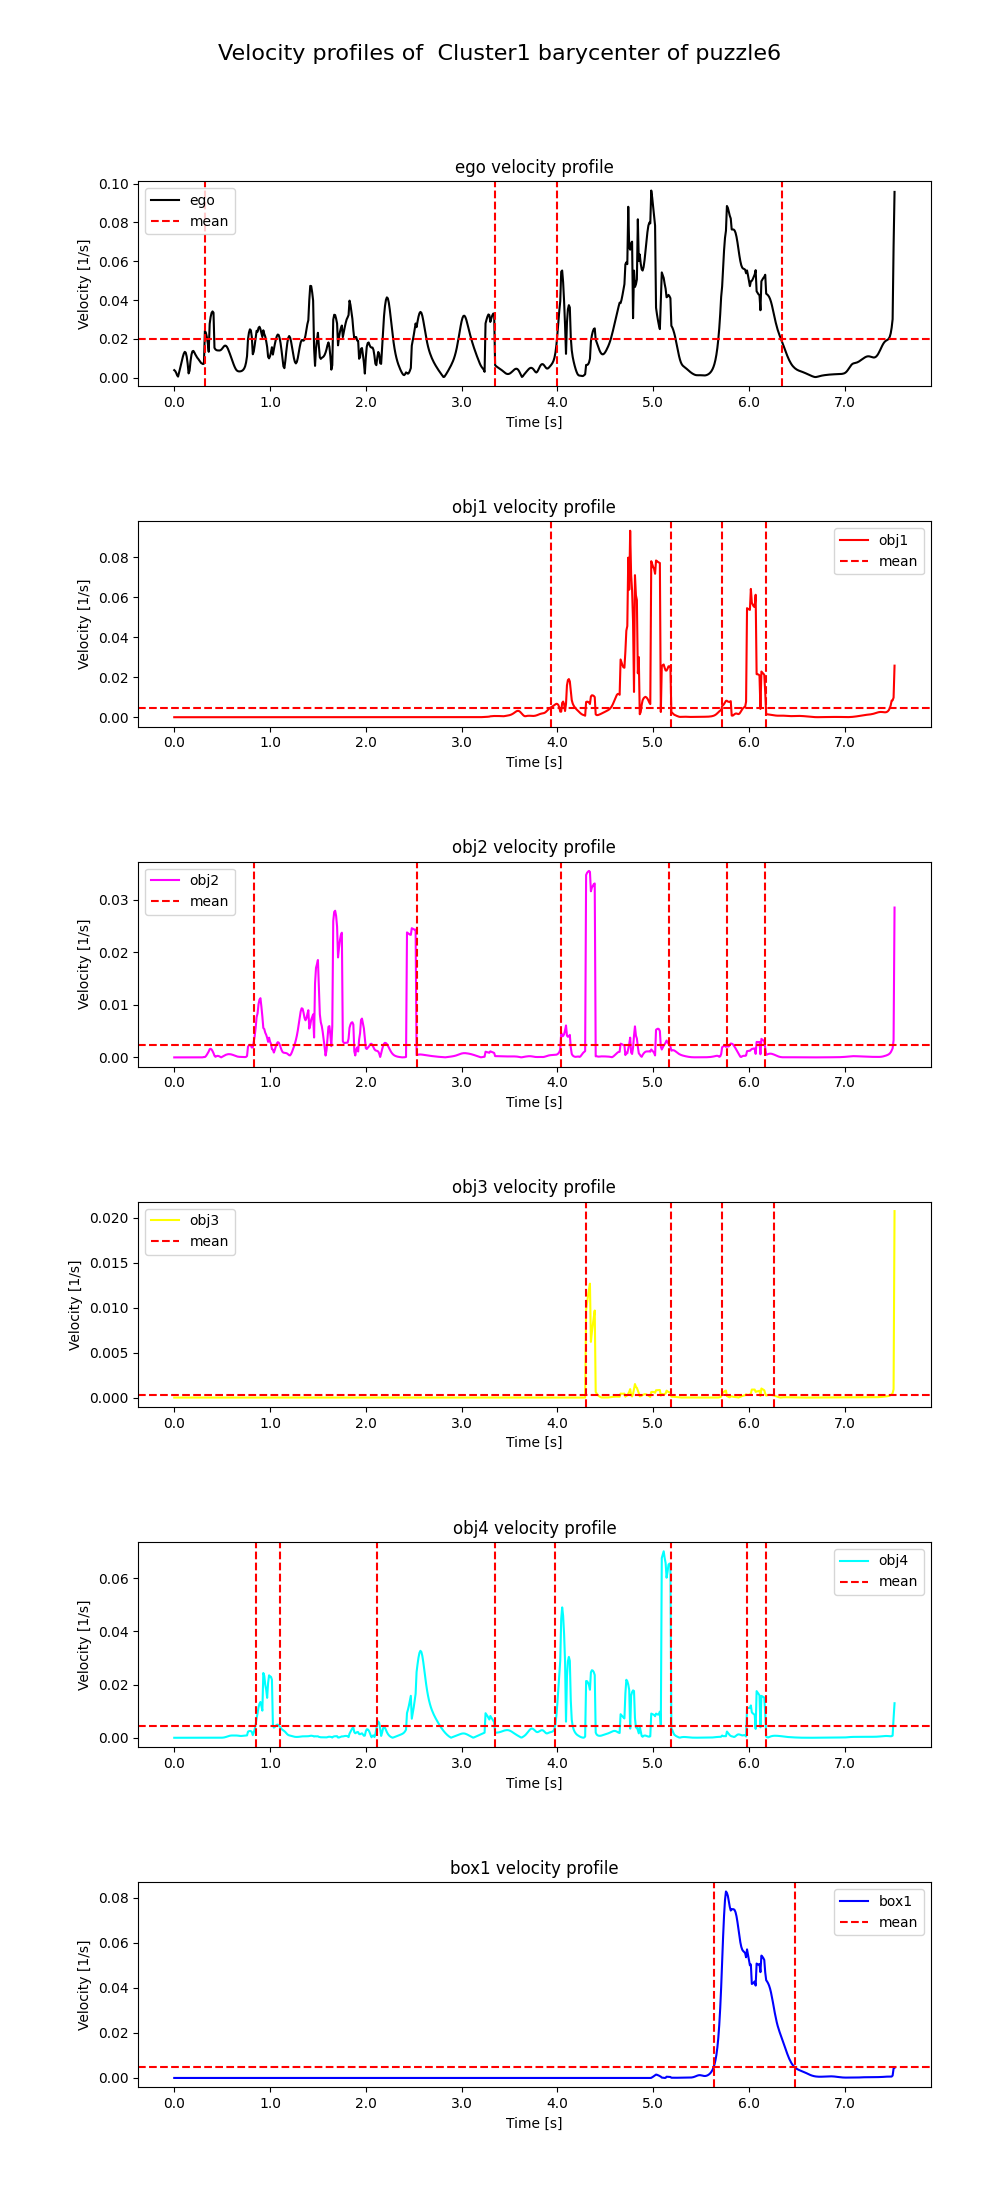 Velocity profiles of  Cluster1 barycenter of puzzle6
ego velocity profile
Velocity [1/s]
0.10
0.08
0.06
0.04
0.02
0.00
ego
mean
0.0 1.0 2.0 3.0 4.0 5.0 6.0 7.0
Time [s]
obj1 velocity profile
Velocity [1/s]
0.08
0.06
0.04
0.02
0.00
obj1
mean
0.0 1.0 2.0 3.0 4.0 5.0 6.0 7.0
Time [s]
obj2 velocity profile
Velocity [1/s]
0.03
0.02
0.01
0.00
obj2
mean
0.0 1.0 2.0 3.0 4.0 5.0 6.0 7.0
Time [s]
obj3 velocity profile
Velocity [1/s]
0.020
0.015
0.010
0.005
0.000
obj3
mean
0.0 1.0 2.0 3.0 4.0 5.0 6.0 7.0
Time [s]
obj4 velocity profile
Velocity [1/s]
0.06
0.04
0.02
0.00
obj4
mean
0.0 1.0 2.0 3.0 4.0 5.0 6.0 7.0
Time [s]
box1 velocity profile
Velocity [1/s]
0.08
0.06
0.04
0.02
0.00
box1
mean
0.0 1.0 2.0 3.0 4.0 5.0 6.0 7.0
Time [s]